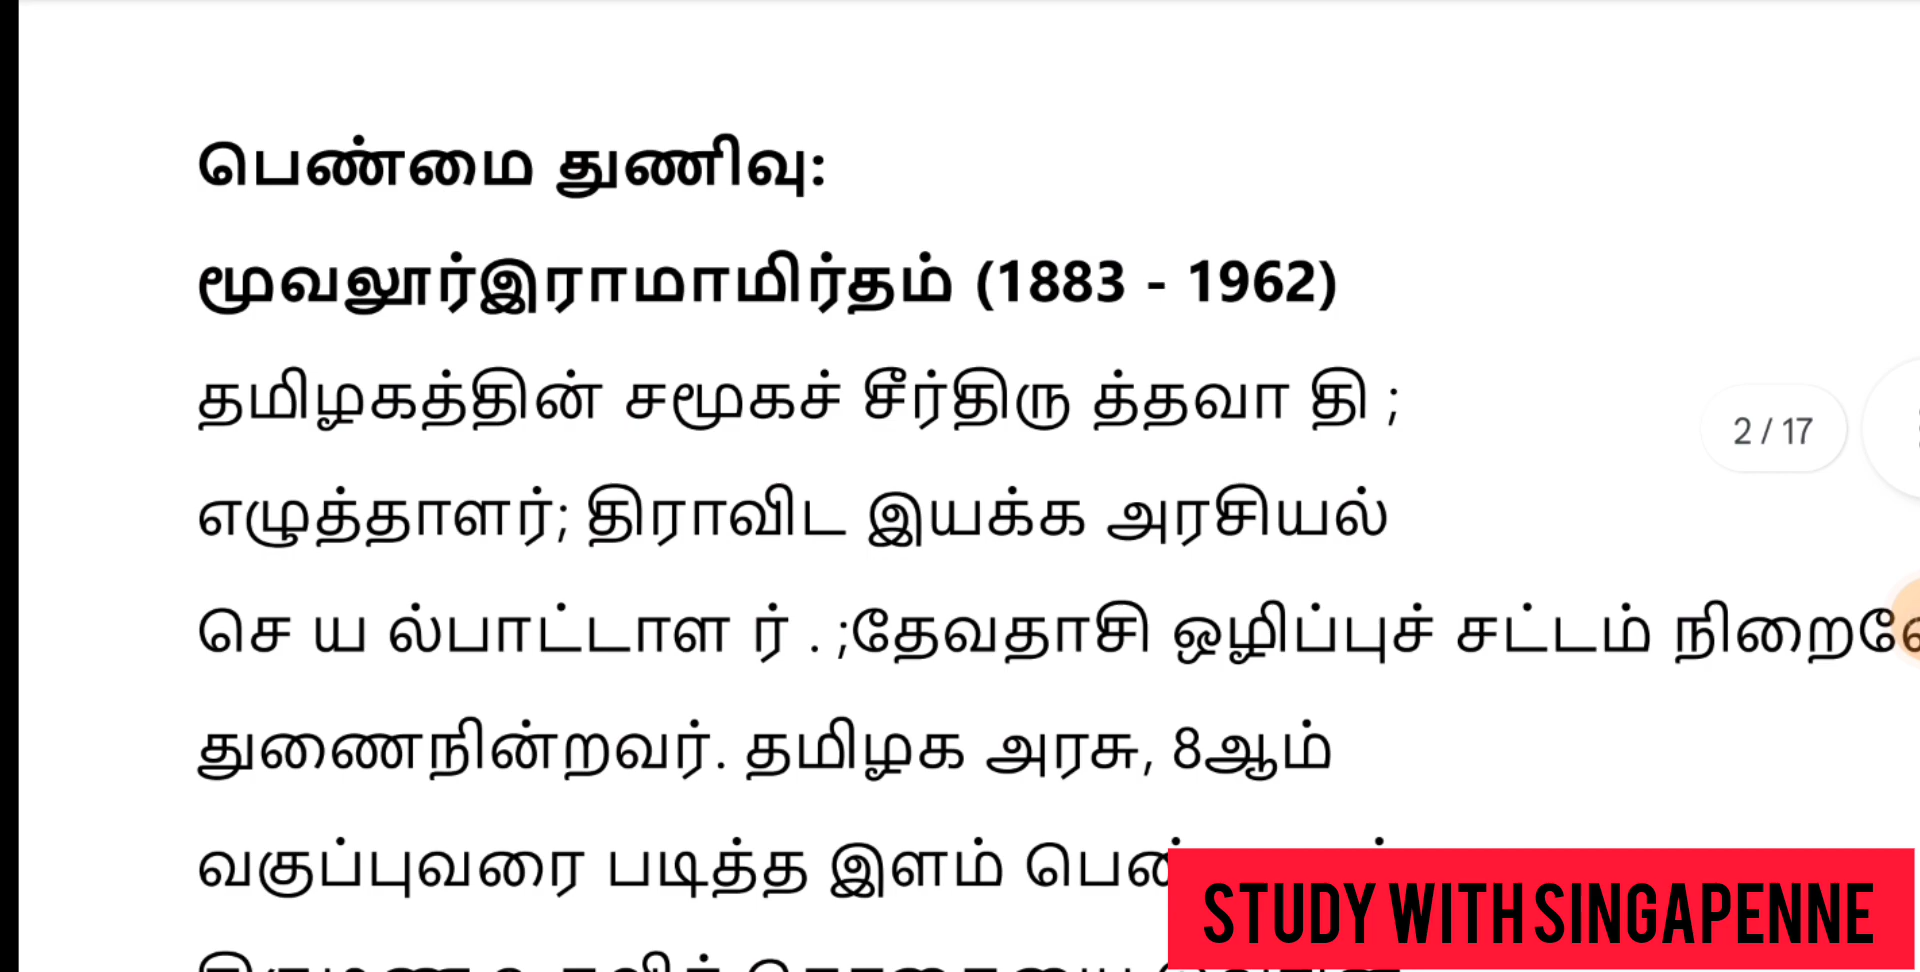 பெண்மை துணிவு:
மூவலூர்இராமாமிர்தம் (1883 - 1962)
தமிழகத்தின் சமூகச் சீர்திரு த்தவா தி ;
2 / 17
எழுத்தாளர்; திராவிட இயக்க அரசியல்
செ ய ல்பாட்டாள ர் . ;தேவதாசி ஒழிப்புச் சட்டம்
துணைநின்றவர். தமிழக அரசு, 8ஆம்
வகுப்புவரை படித்த இளம்
STUDY WITH SINGAPENNE